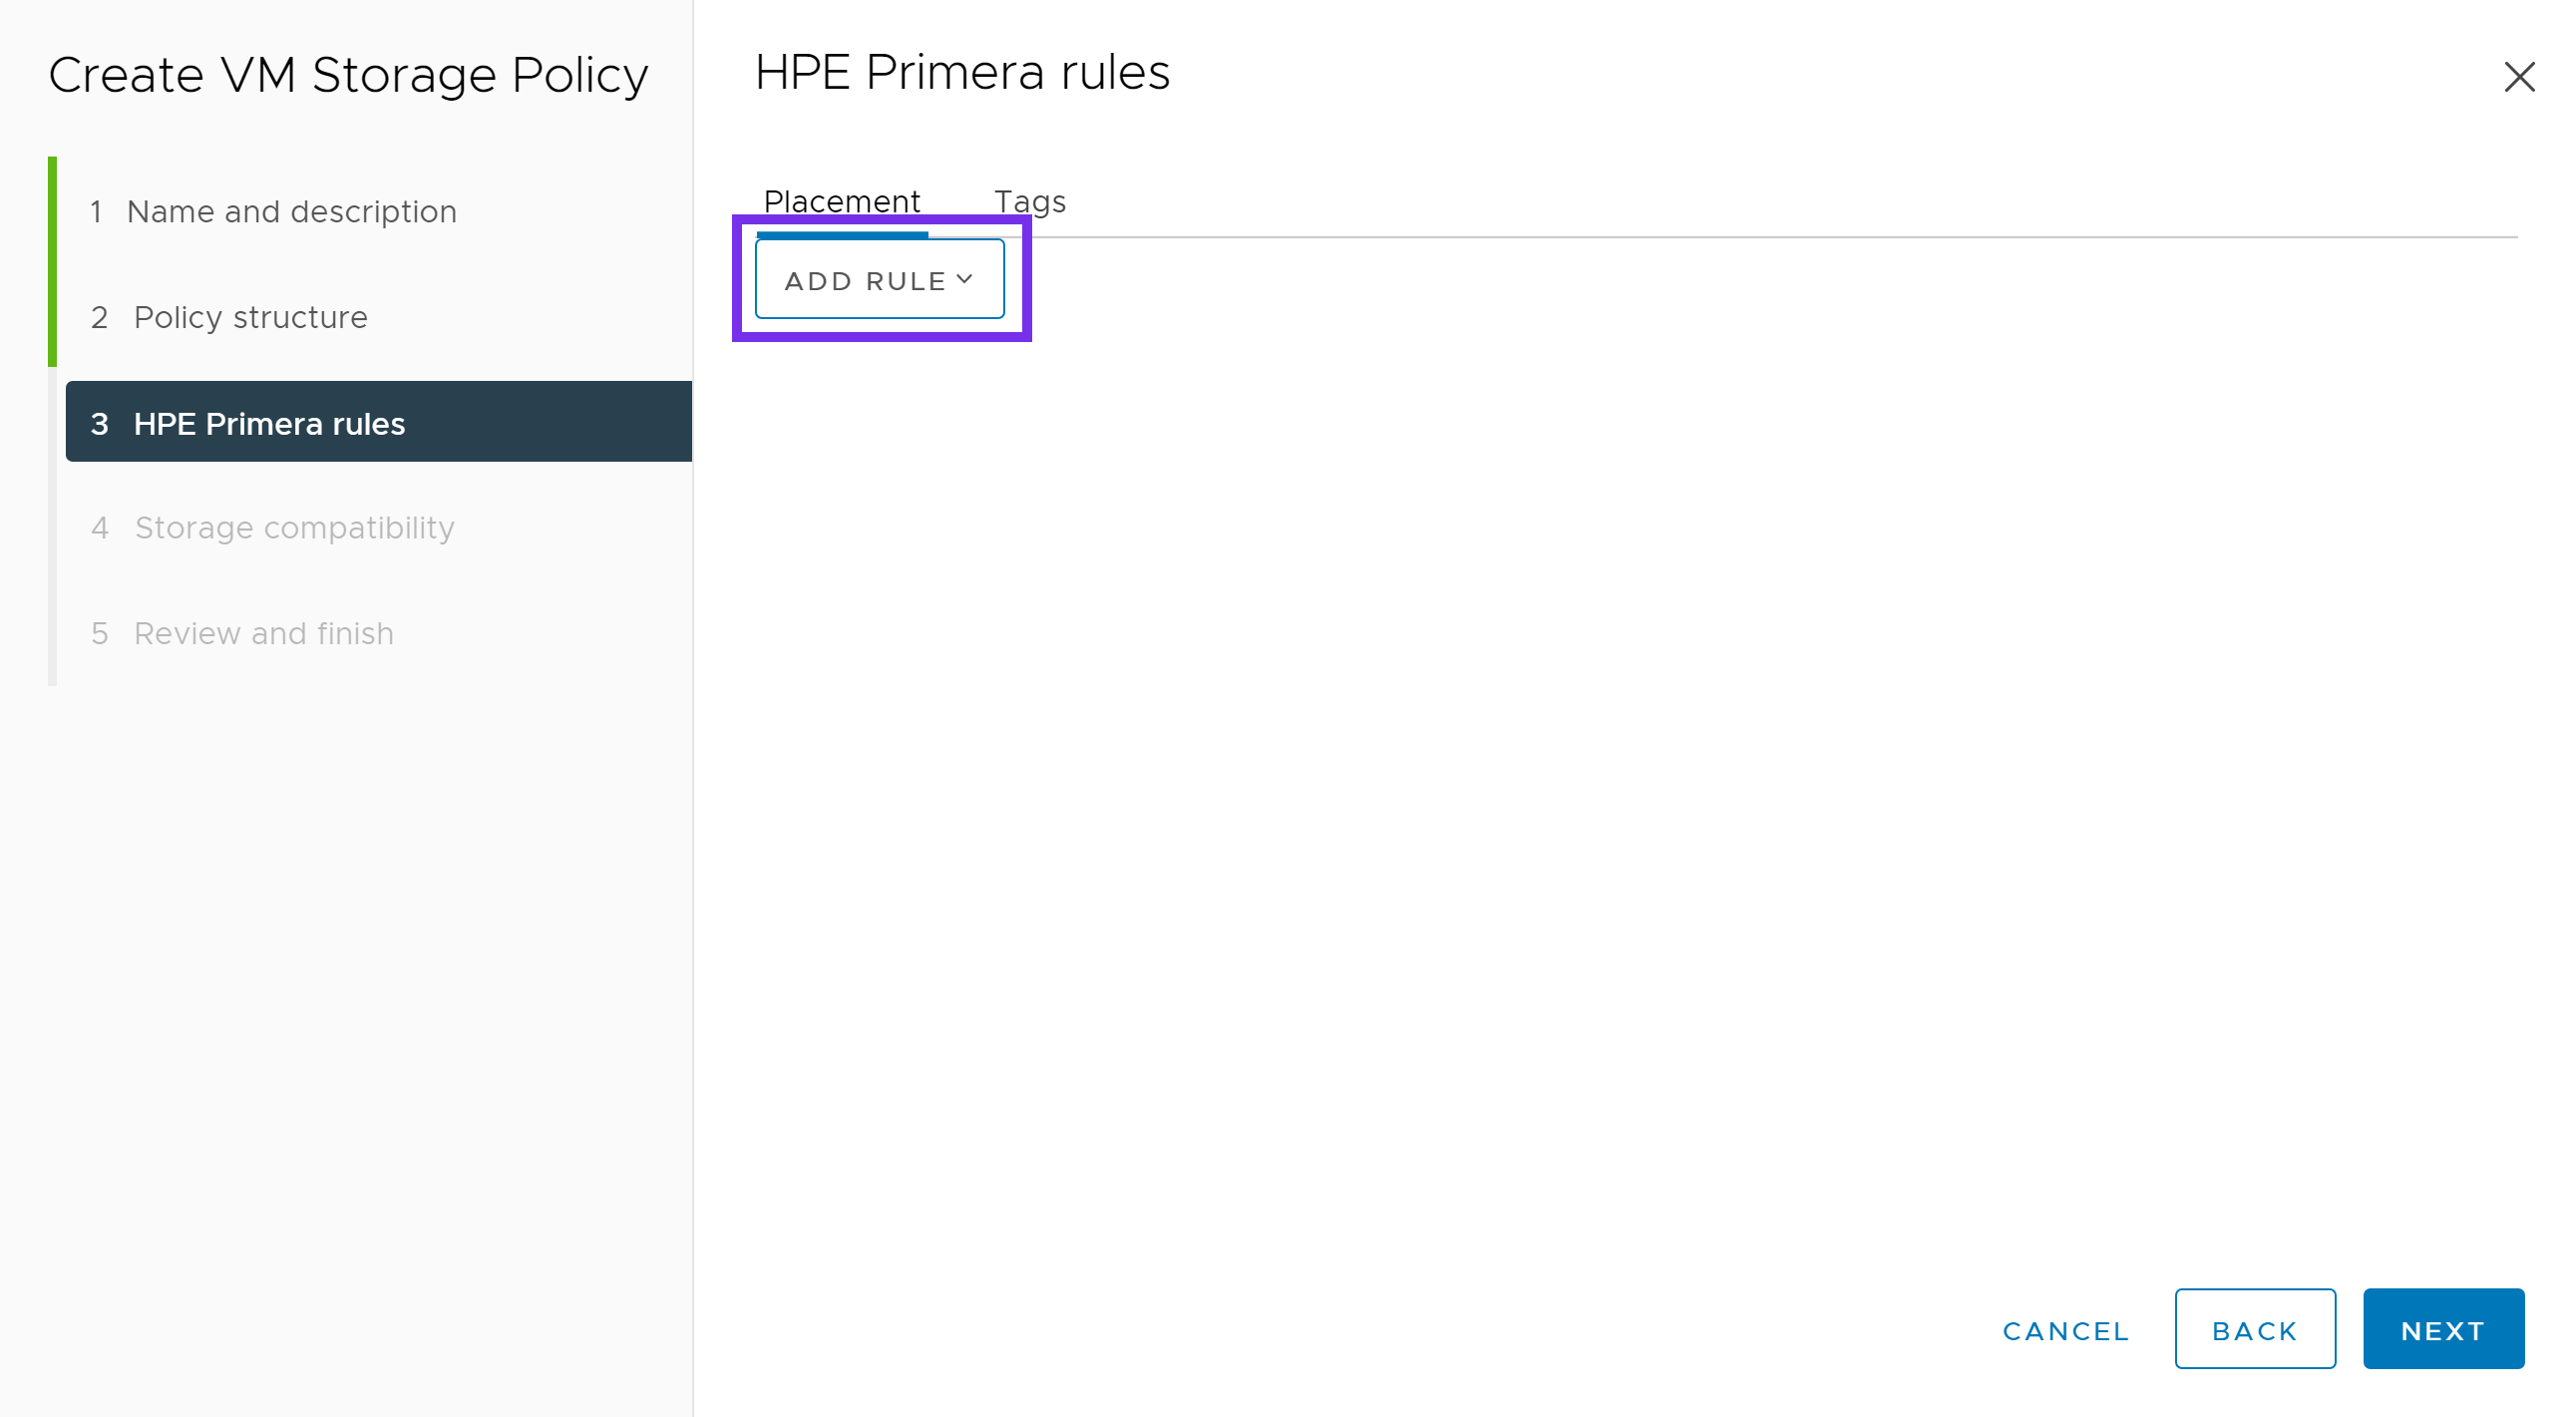 Create VM Storage Policy
1 Name and description
2 Policy structure
3 HPE Primera rules
4 Storage compatibility
5 Review and finish
HPE Primera rules
Placement Tags
ADD RULE
CANCEL BACK NEXT